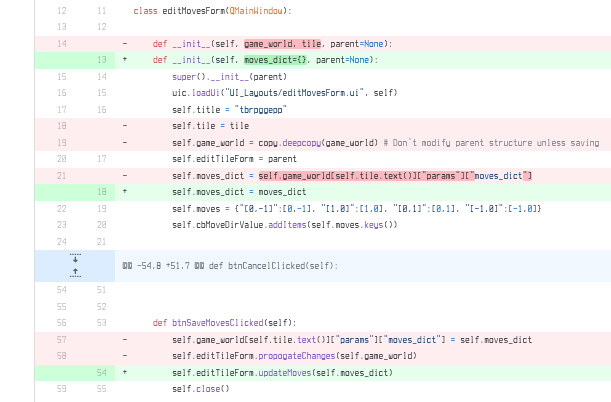 12 11 class editMovesForm(QMainWindow):
13 12
14 - def __init__(self, game_world, tile, parent=None):
13 + def __init__(self, moves_dict={}, parent=None):
15 14 super().__init__(parent)
16 15 uic.loadUi("UI_Layouts/editMovesForm.ui", self)
17 16 self.title = "tbrpggepp"
18 - self.tile = tile
19 - self.game_world = copy.deepcopy(game_world) # Don't modify parent structure unless saving
20 17 self.editTileForm = parent
21 - self.moves_dict = self.game_world[self.tile.text()]["params"]["moves_dict"]
18 + self.moves_dict = moves_dict
22 19 self.moves = {"[0,-1]":[0,-1], "[1,0]":[1,0], "[0,1]":[0,1], "[-1,0]":[-1,0]}
23 20 self.cbMoveDirValue.addItems(self.moves.keys())
24 21
@@ -54,8 +51,7 @@ def btnCancelClicked(self):
54 51
55 52
56 53 def btnSaveMovesClicked(self):
57 - self.game_world[self.tile.text()]["params"]["moves_dict"] = self.moves_dict
58 - self.editTileForm.propogateChanges(self.game_world)
54 + self.editTileForm.updateMoves(self.moves_dict)
59 55 self.close()